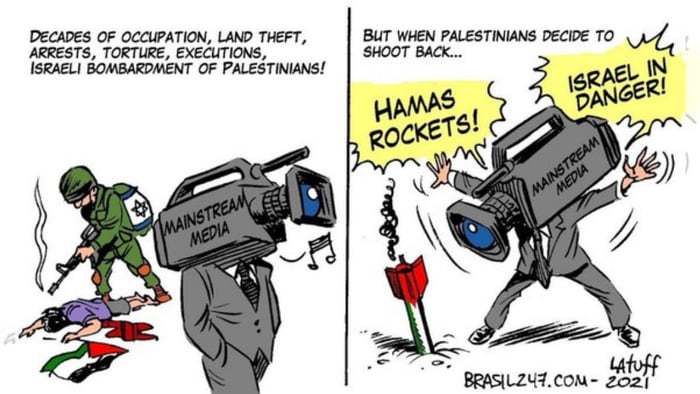 DECADES OF OCCUPATION, LAND THEFT,
ARRESTS, TORTURE, EXECUTIONS,
ISRAELI BOMBARDMENT OF PALESTINIANS!
MAINSTREAM
MEDIA
BUT WHEN PALESTINIANS DECIDE TO
SHOOT BACK...
HAMAS
ROCKETS!
ISRAEL IN
DANGER!
MAINSTREAM
MEDIA
BRASIL247.COM - LATUFF
2021